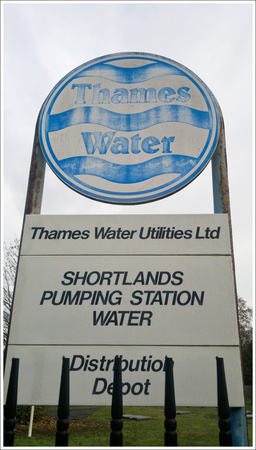 Thames
Water
Thames Water Utilities Ltd
SHORTLANDS
PUMPING STATION
WATER
Distribution
Depot